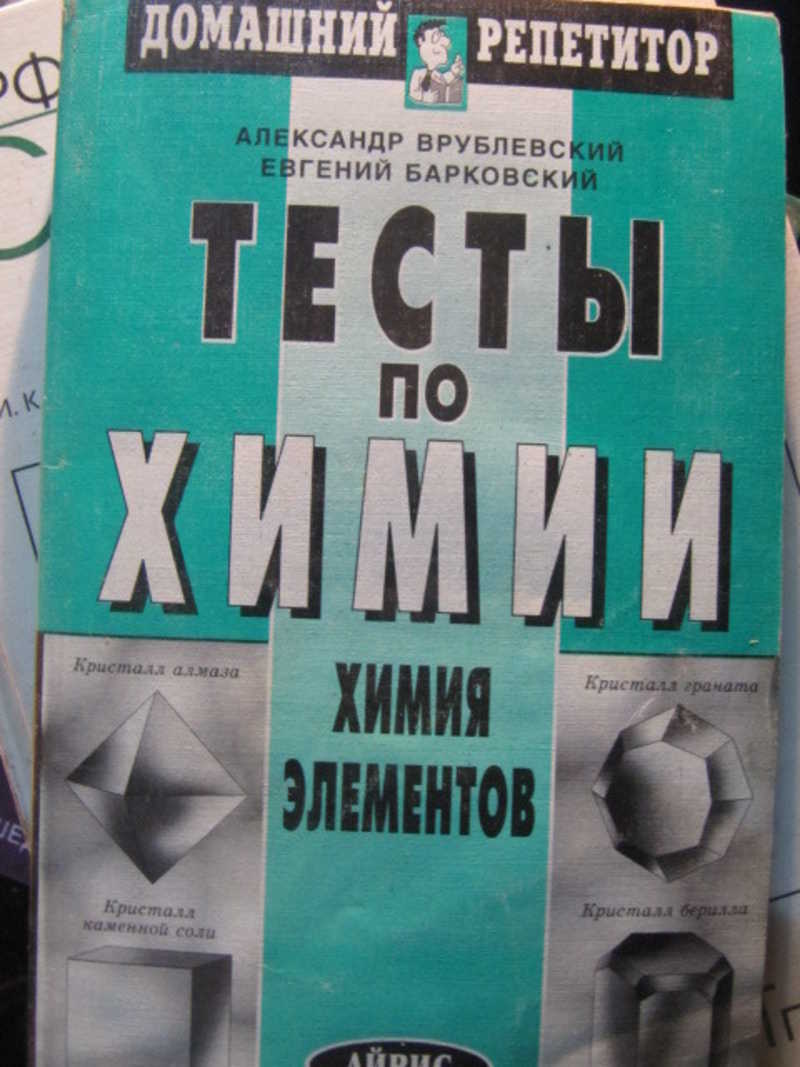 ДОМАШНИЙ РЕПЕТИТОР
АЛЕКСАНДР ВРУБЛЕВСКИЙ
ЕВГЕНИЙ БАРКОВСКИЙ
ТЕСТЫ
ПО
ХИМИИ
ХИМИЯ
ЭЛЕМЕНТОВ
Кристалл алмаза
Кристалл граната
Кристалл
каменной соли
Кристалл берилла
АЙРИС